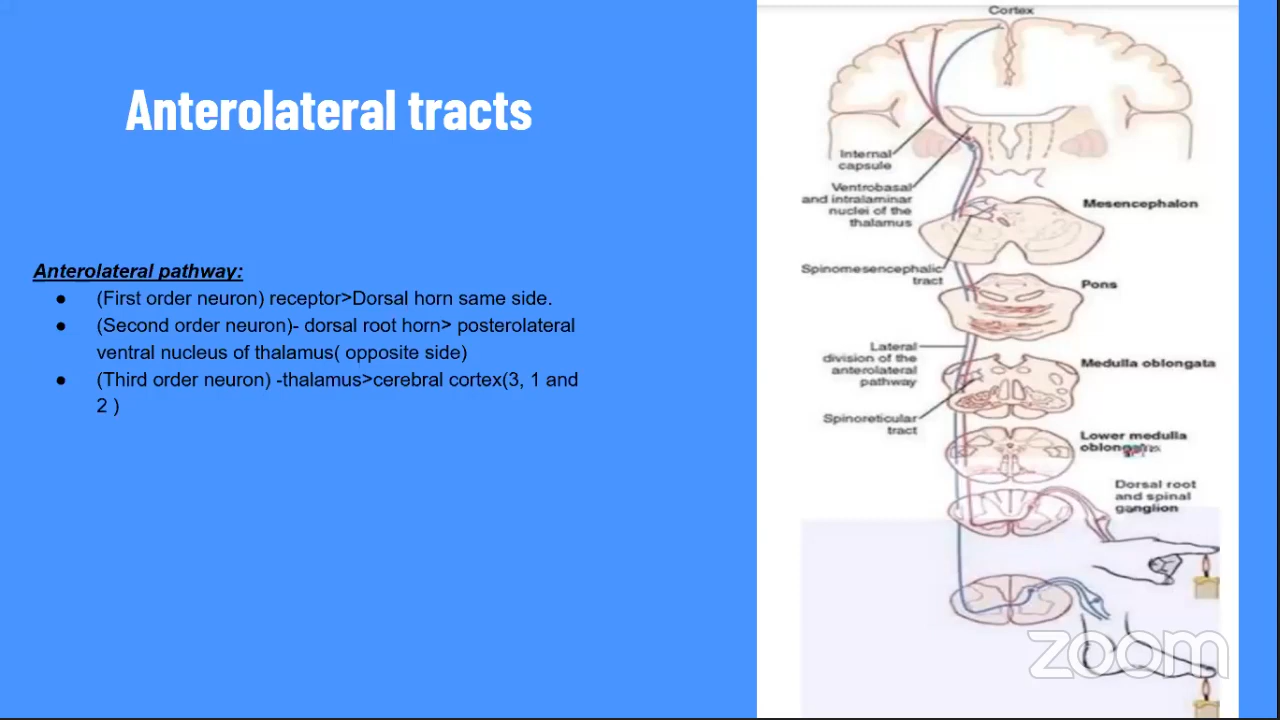 Anterolateral tracts
Anterolateral pathway:
● (First order neuron) receptor>Dorsal horn same side.
● (Second order neuron)- dorsal root horn> posterolateral
ventral nucleus of thalamus( opposite side)
● (Third order neuron) -thalamus>cerebral cortex(3, 1 and
2 )
Cortex
Internal
capsule
Ventrobasal
and intralaminar
nuclei of the
thalamus
Mesencephalon
Spinomesencephalic
tract
Pons
Lateral
division of the
anterolateral
pathway
Medulla oblongata
Spinoreticular
tract
Lower medulla
oblongata
Dorsal root
and spinal
ganglion
zoom